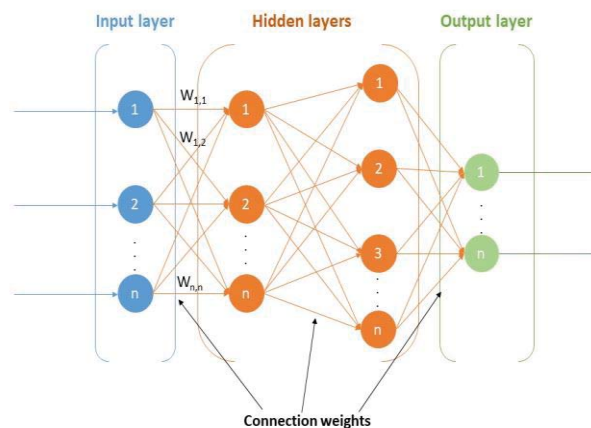 Input layer Hidden layers Output layer
W1,1
W1,2
Wn,n
1 1 1 1
2 2 2 n
n n 3
n
Connection weights